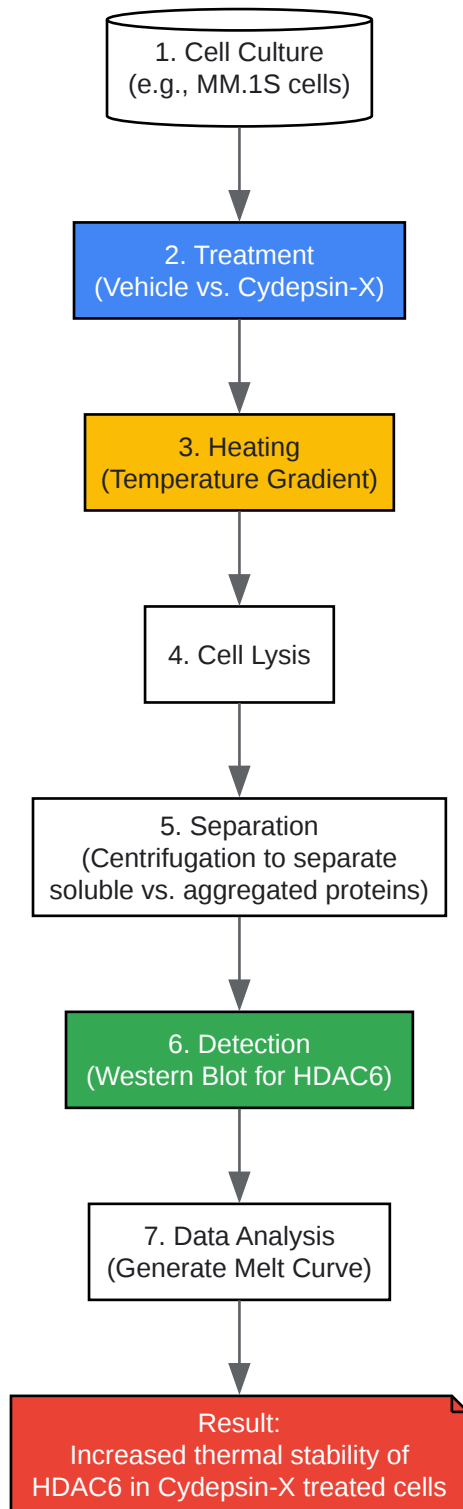 1. Cell Culture
(e.g., MM.1S cells)
2. Treatment
(Vehicle vs. Cydepsin-X)
3. Heating
(Temperature Gradient)
4. Cell Lysis
5. Separation
(Centrifugation to separate
soluble vs. aggregated proteins)
6. Detection
(Western Blot for HDAC6)
7. Data Analysis
(Generate Melt Curve)
Result:
Increased thermal stability of
HDAC6 in Cydepsin-X treated cells